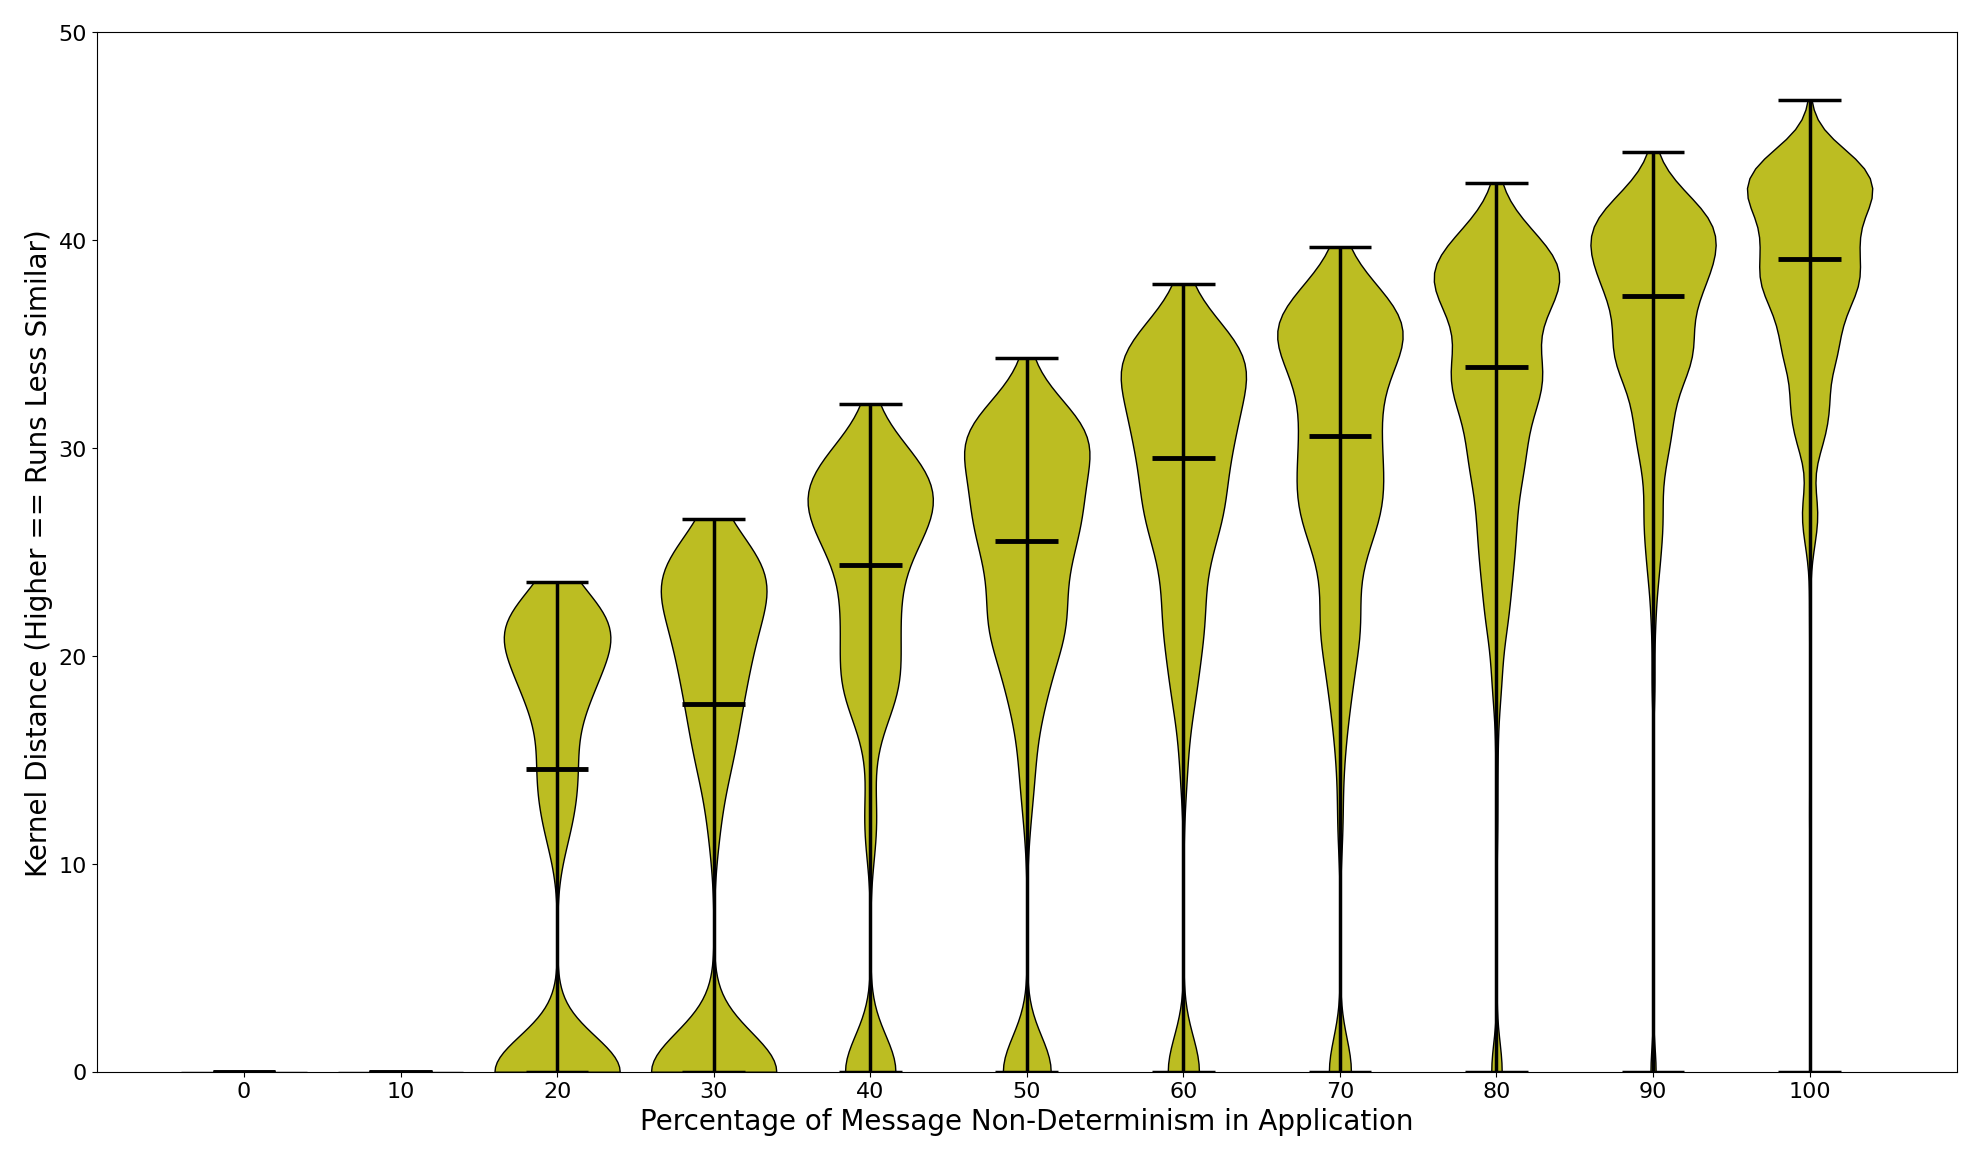 50
40
30
20
10
0
Kernel Distance (Higher == Runs Less Similar)
0 10 20 30 40 50 60 70 80 90 100
Percentage of Message Non-Determinism in Application